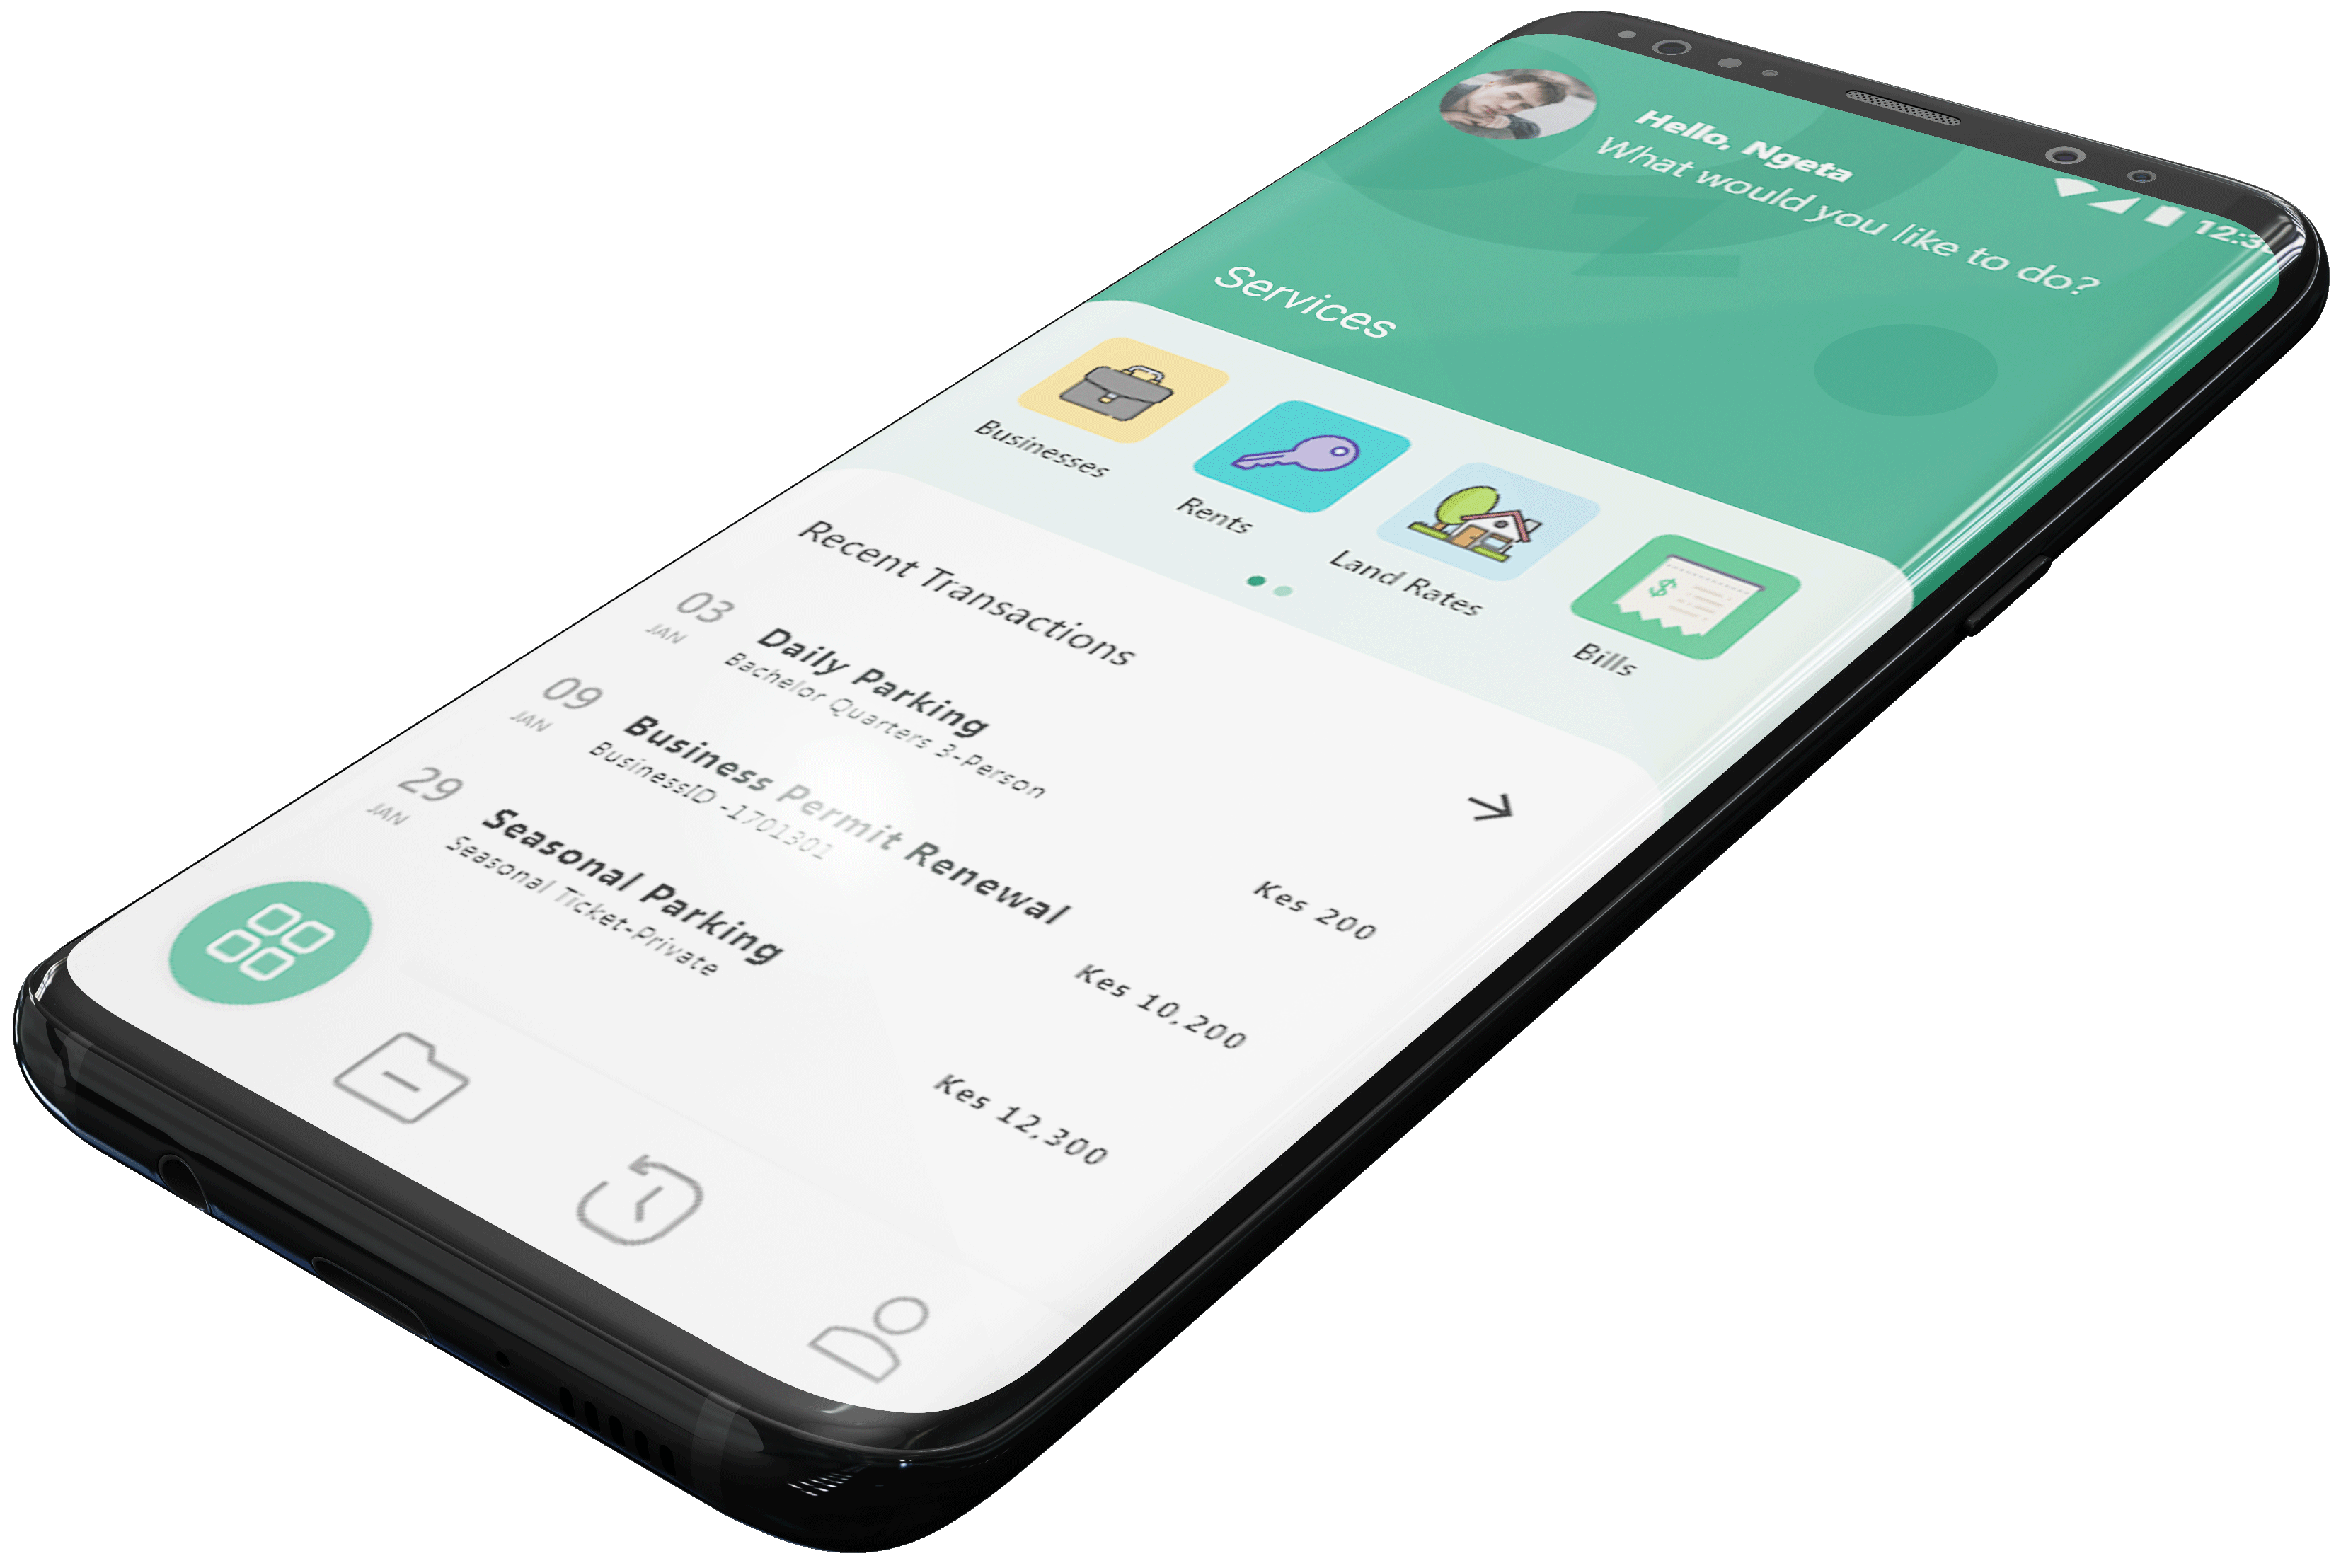 12:3
Hello, Ngeta
What would you like to do?
Services
Businesses
Rents
Land Rates
Bills
Recent Transactions
03
JAN
Daily Parking
Bachelor Quarters 3-Person
Kes 200
09
JAN
Business Permit Renewal
BusinessID -1701301
Kes 10,200
29
JAN
Seasonal Parking
Seasonal Ticket-Private
Kes 12,300